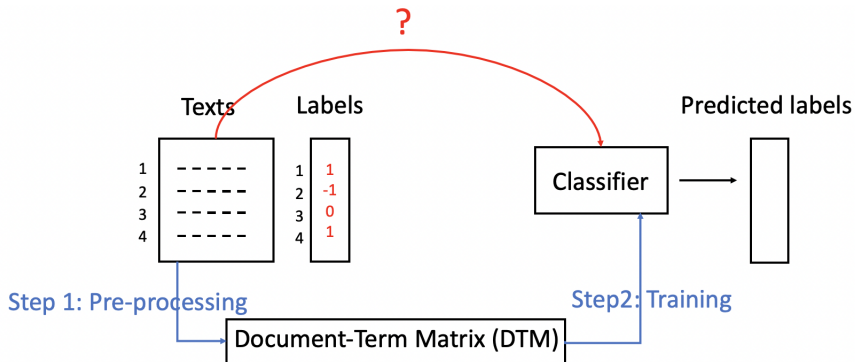 ?
Texts
Labels
Predicted labels
1
2
3
4
1
2
3
4
1
-1
0
1
Classifier
Step 1: Pre-processing
Step2: Training
Document-Term Matrix (DTM)